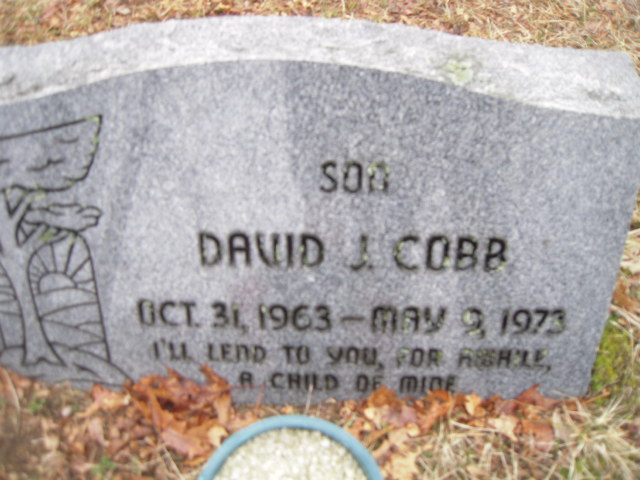 SON
DAVID J. COBB
OCT. 31, 1963 — MAY 9, 1973
I'LL LEND TO YOU, FOR AWHILE,
A CHILD OF MINE